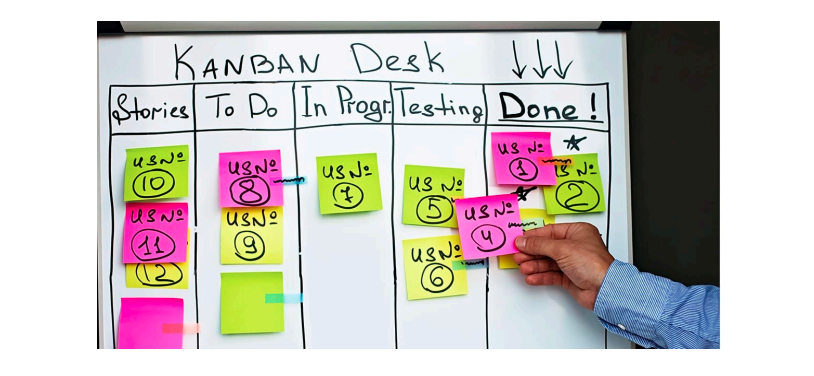 KANBAN Desk ↓↓↓
Stories To Do In Progr. Testing Done!
US Nº 10
US Nº 11
12
US Nº 8
US Nº 9
US Nº 7
US Nº 5
US Nº 6
US Nº 4
US Nº 1
US Nº 2